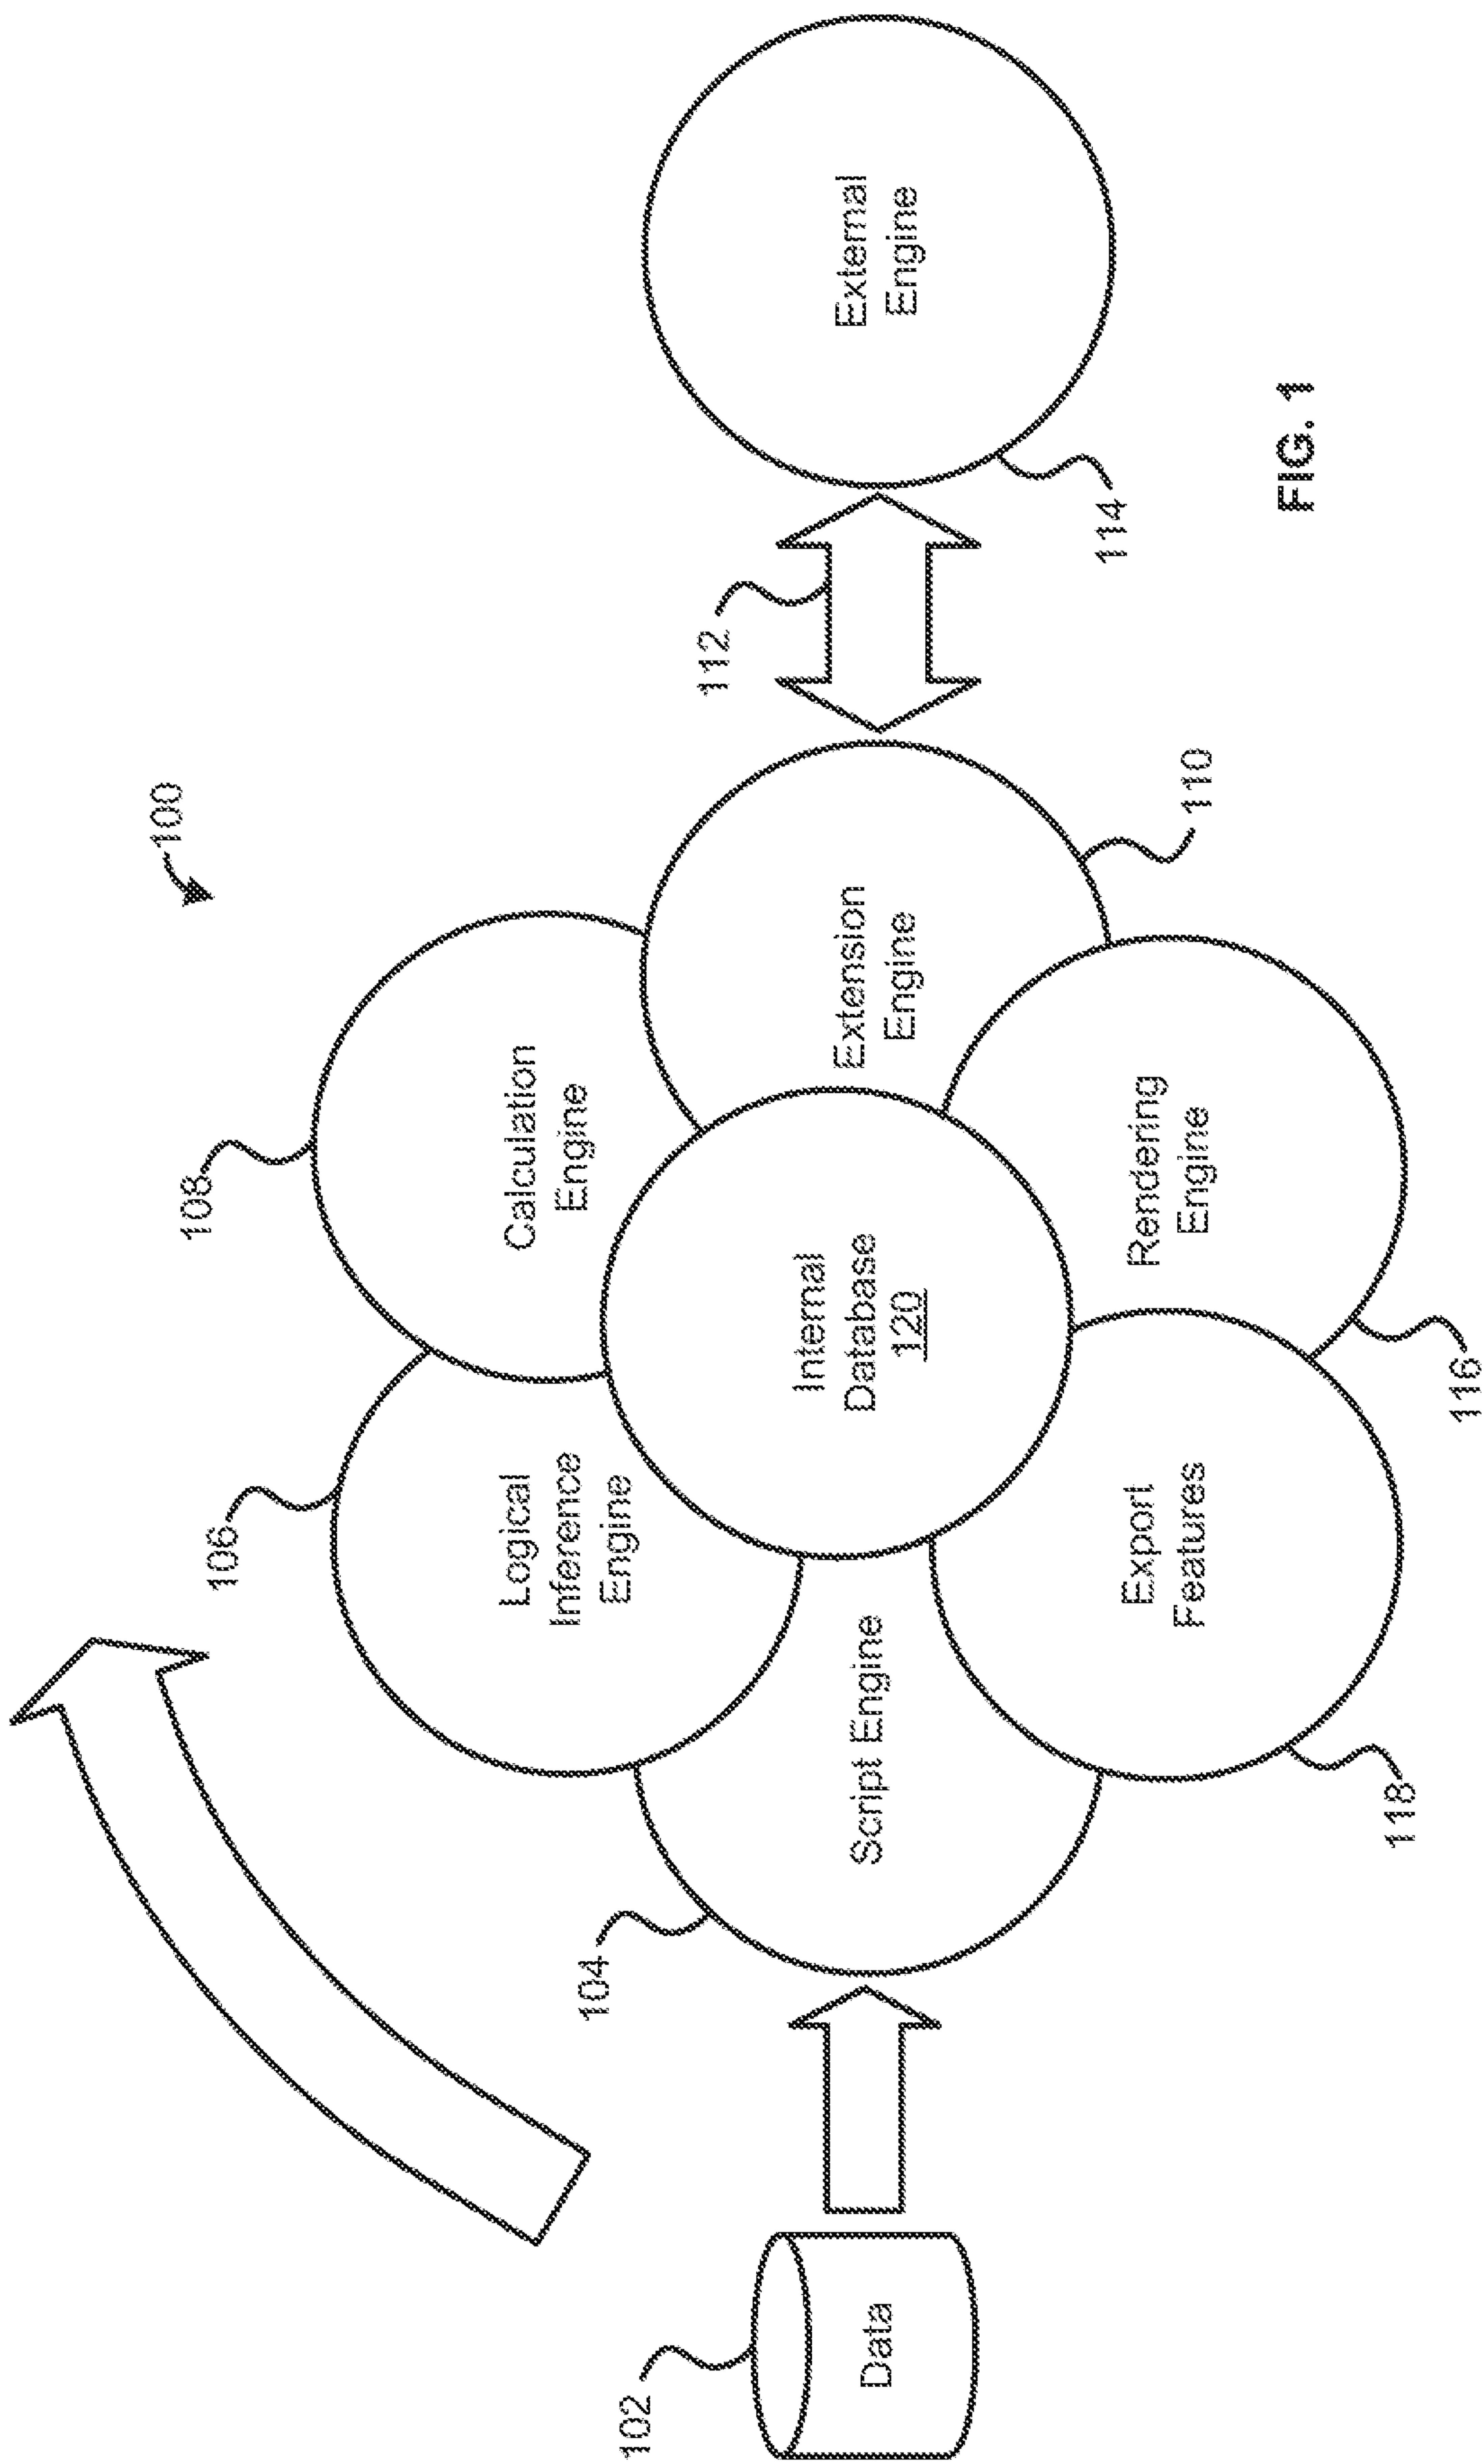 100
108
106
Calculation
Engine
Logical
Inference
Engine
104
112
102
Data
Script Engine
Internal
Database
120
Extension
Engine
External
Engine
114
110
Export
Features
Rendering
Engine
118
116
FIG. 1